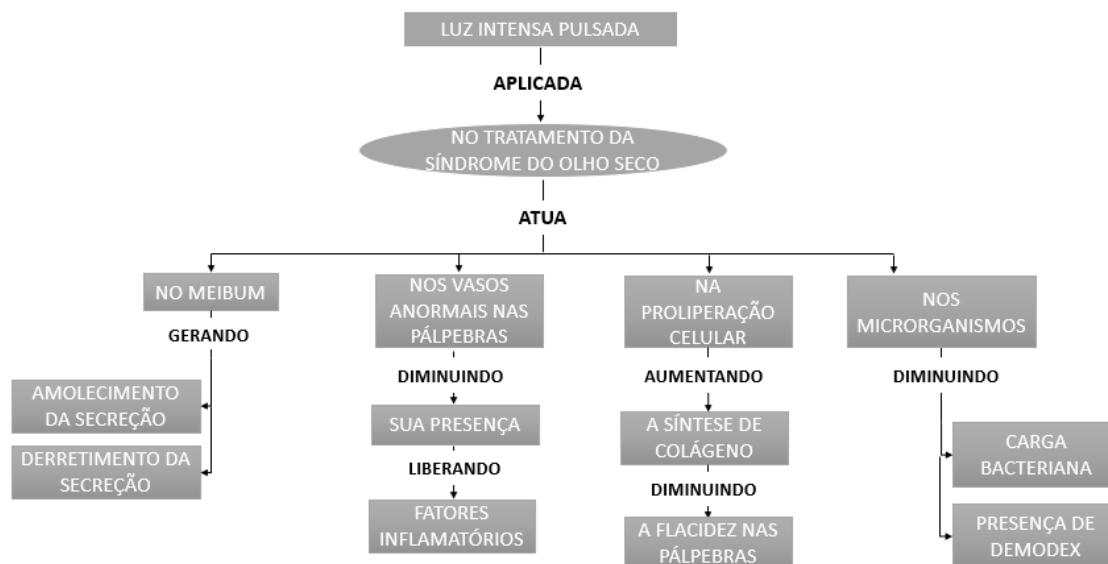 LUZ INTENSA PULSADA
APLICADA
NO TRATAMENTO DA
SÍNDROME DO OLHO SECO
ATUA
NO MEIBUM
GERANDO
AMOLECIMENTO
DA SECREÇÃO
DERRETIMENTO DA
SECREÇÃO
NOS VASOS
ANORMAIS NAS
PÁLPEBRAS
DIMINUINDO
SUA PRESENÇA
LIBERANDO
FATORES
INFLAMATÓRIOS
NA
PROLIPERAÇÃO
CELULAR
AUMENTANDO
A SÍNTESE DE
COLÁGENO
DIMINUINDO
A FLACIDEZ NAS
PÁLPEBRAS
NOS
MICRORGANISMOS
DIMINUINDO
CARGA
BACTERIANA
PRESENÇA DE
DEMODEX